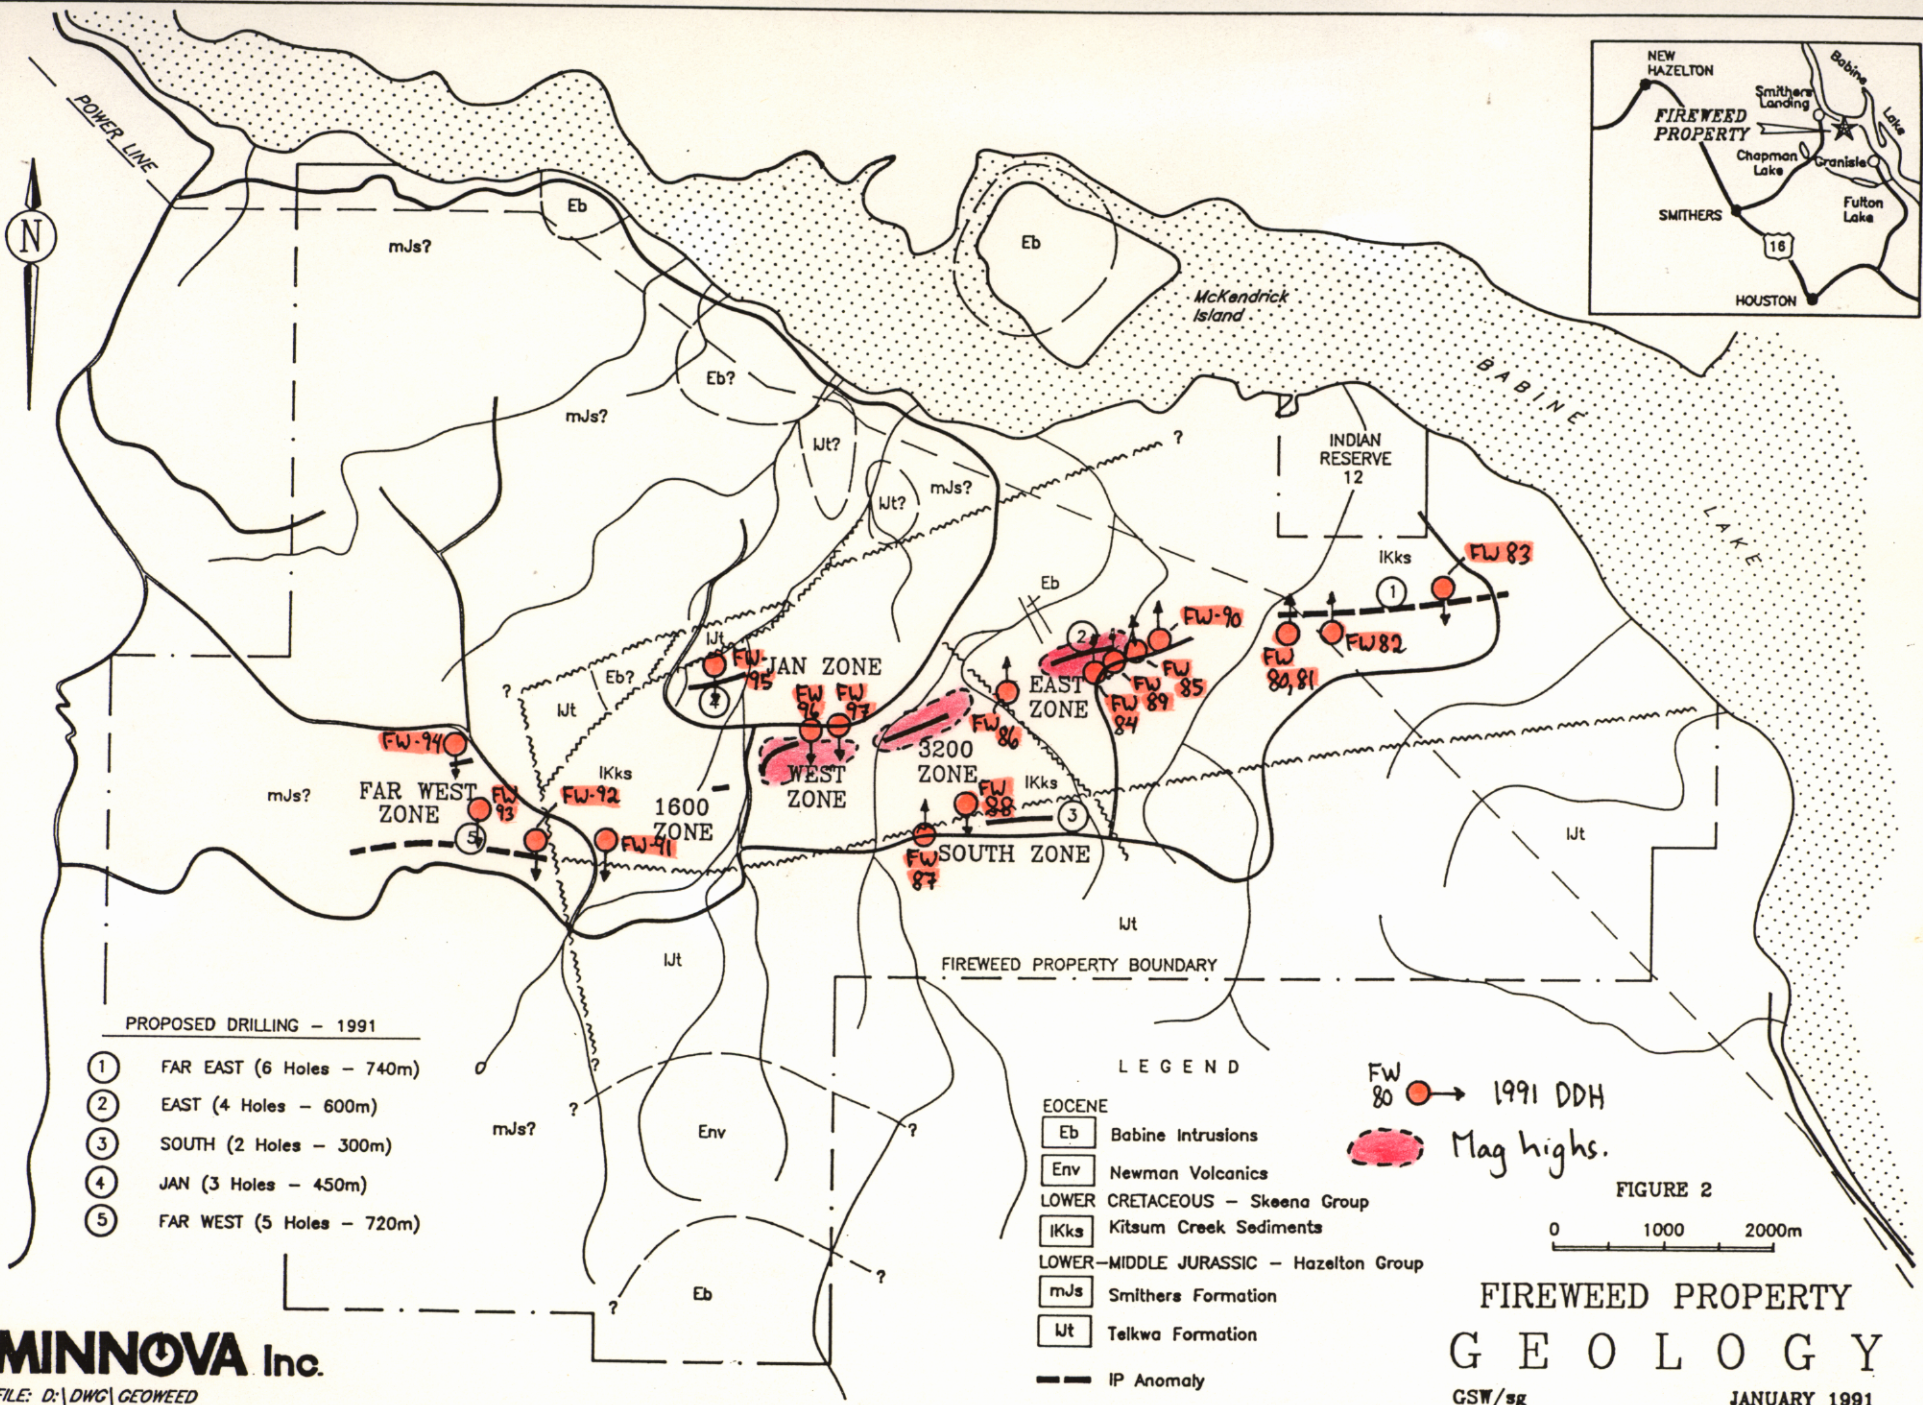 POWER LINE
N
NEW
HAZELTON
Babine
Lake
Smithers
Landing
FIREWEED
PROPERTY
Chapman
Lake
Granisle
Fulton
Lake
SMITHERS
16
HOUSTON
Eb
mJs?
Eb
McKendrick
Island
BABINE
LAKE
Eb?
mJs?
lJt?
lJt?
mJs?
?
INDIAN
RESERVE
12
lKks
1
FW 83
Eb
2
FW-90
FW
80,81
FW82
lJt
FW-
95
JAN ZONE
4
?
Eb?
lJt
FW
96
FW
97
EAST
ZONE
FW
85
FW
89
FW
84
FW
86
FW-94
3200
ZONE
WEST
ZONE
lKks
lKks
mJs?
FAR WEST
ZONE
FW
93
FW-92
1600
ZONE
FW
88
3
5
FW-91
SOUTH ZONE
FW
87
lJt
lJt
lJt
FIREWEED PROPERTY BOUNDARY
PROPOSED DRILLING – 1991
1 FAR EAST (6 Holes – 740m)
2 EAST (4 Holes – 600m)
3 SOUTH (2 Holes – 300m)
4 JAN (3 Holes – 450m)
5 FAR WEST (5 Holes – 720m)
?
?
mJs?
Env
?
?
Eb
?
LEGEND
EOCENE
Eb Babine Intrusions
Env Newman Volcanics
LOWER CRETACEOUS – Skeena Group
lKks Kitsum Creek Sediments
LOWER–MIDDLE JURASSIC – Hazelton Group
mJs Smithers Formation
lJt Telkwa Formation
IP Anomaly
FW
80
1991 DDH
Mag highs.
FIGURE 2
0 1000 2000m
FIREWEED PROPERTY
GEOLOGY
GSW/sg JANUARY 1991
MINNOVA Inc.
FILE: D:\DWG\GEOWEED